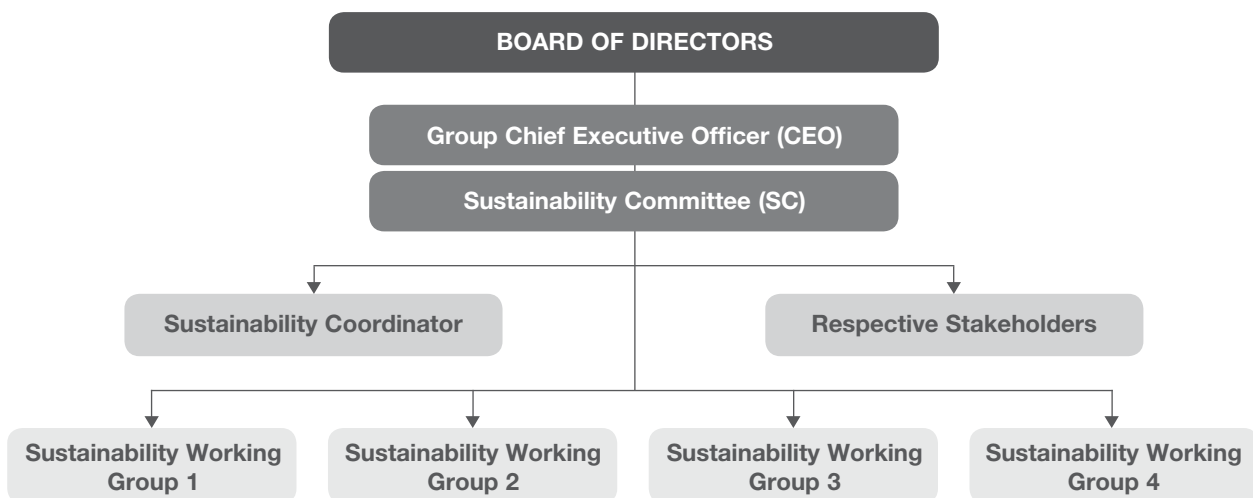 BOARD OF DIRECTORS
Group Chief Executive Officer (CEO)
Sustainability Committee (SC)
Sustainability Coordinator
Respective Stakeholders
Sustainability Working
Group 1
Sustainability Working
Group 2
Sustainability Working
Group 3
Sustainability Working
Group 4